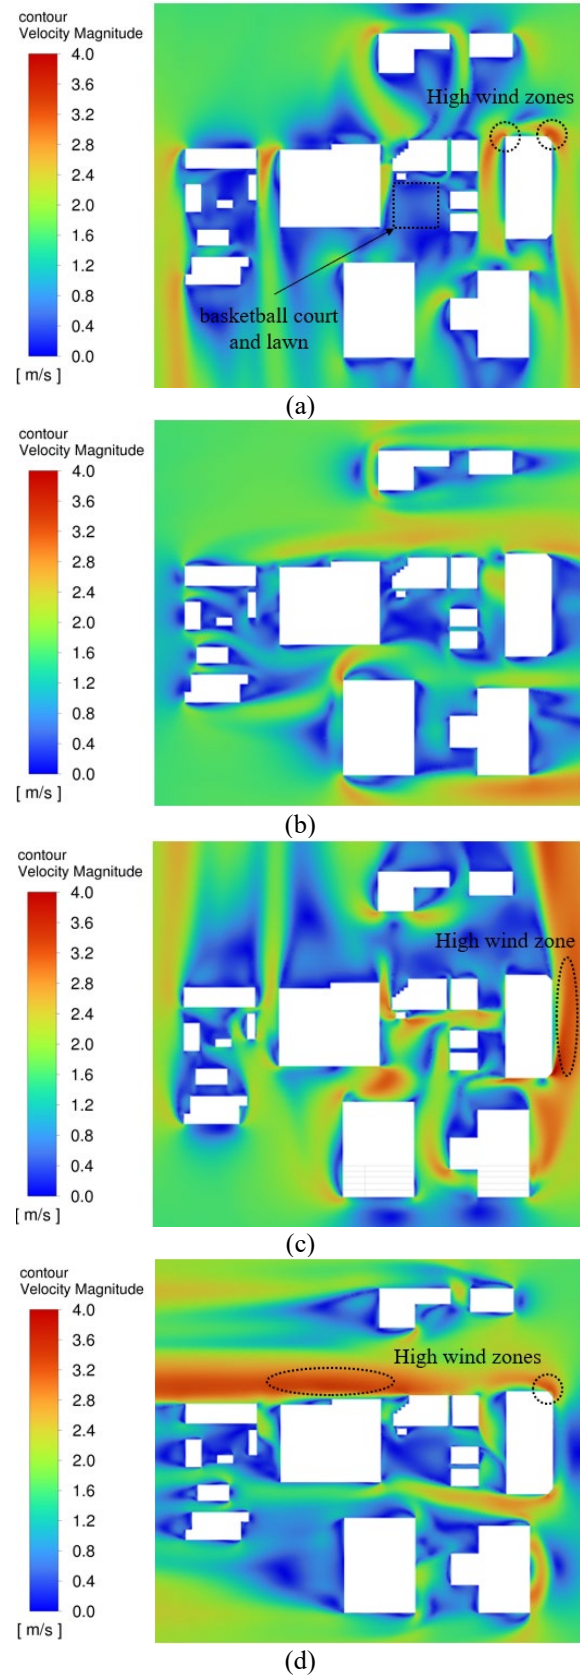 contour
Velocity Magnitude
4.0
3.6
3.2
2.8
2.4
2.0
1.6
1.2
0.8
0.4
0.0
[ m/s ]
High wind zones
basketball court
and lawn
(a)
contour
Velocity Magnitude
4.0
3.6
3.2
2.8
2.4
2.0
1.6
1.2
0.8
0.4
0.0
[ m/s ]
(b)
contour
Velocity Magnitude
4.0
3.6
3.2
2.8
2.4
2.0
1.6
1.2
0.8
0.4
0.0
[ m/s ]
High wind zone
(c)
contour
Velocity Magnitude
4.0
3.6
3.2
2.8
2.4
2.0
1.6
1.2
0.8
0.4
0.0
[ m/s ]
High wind zones
(d)